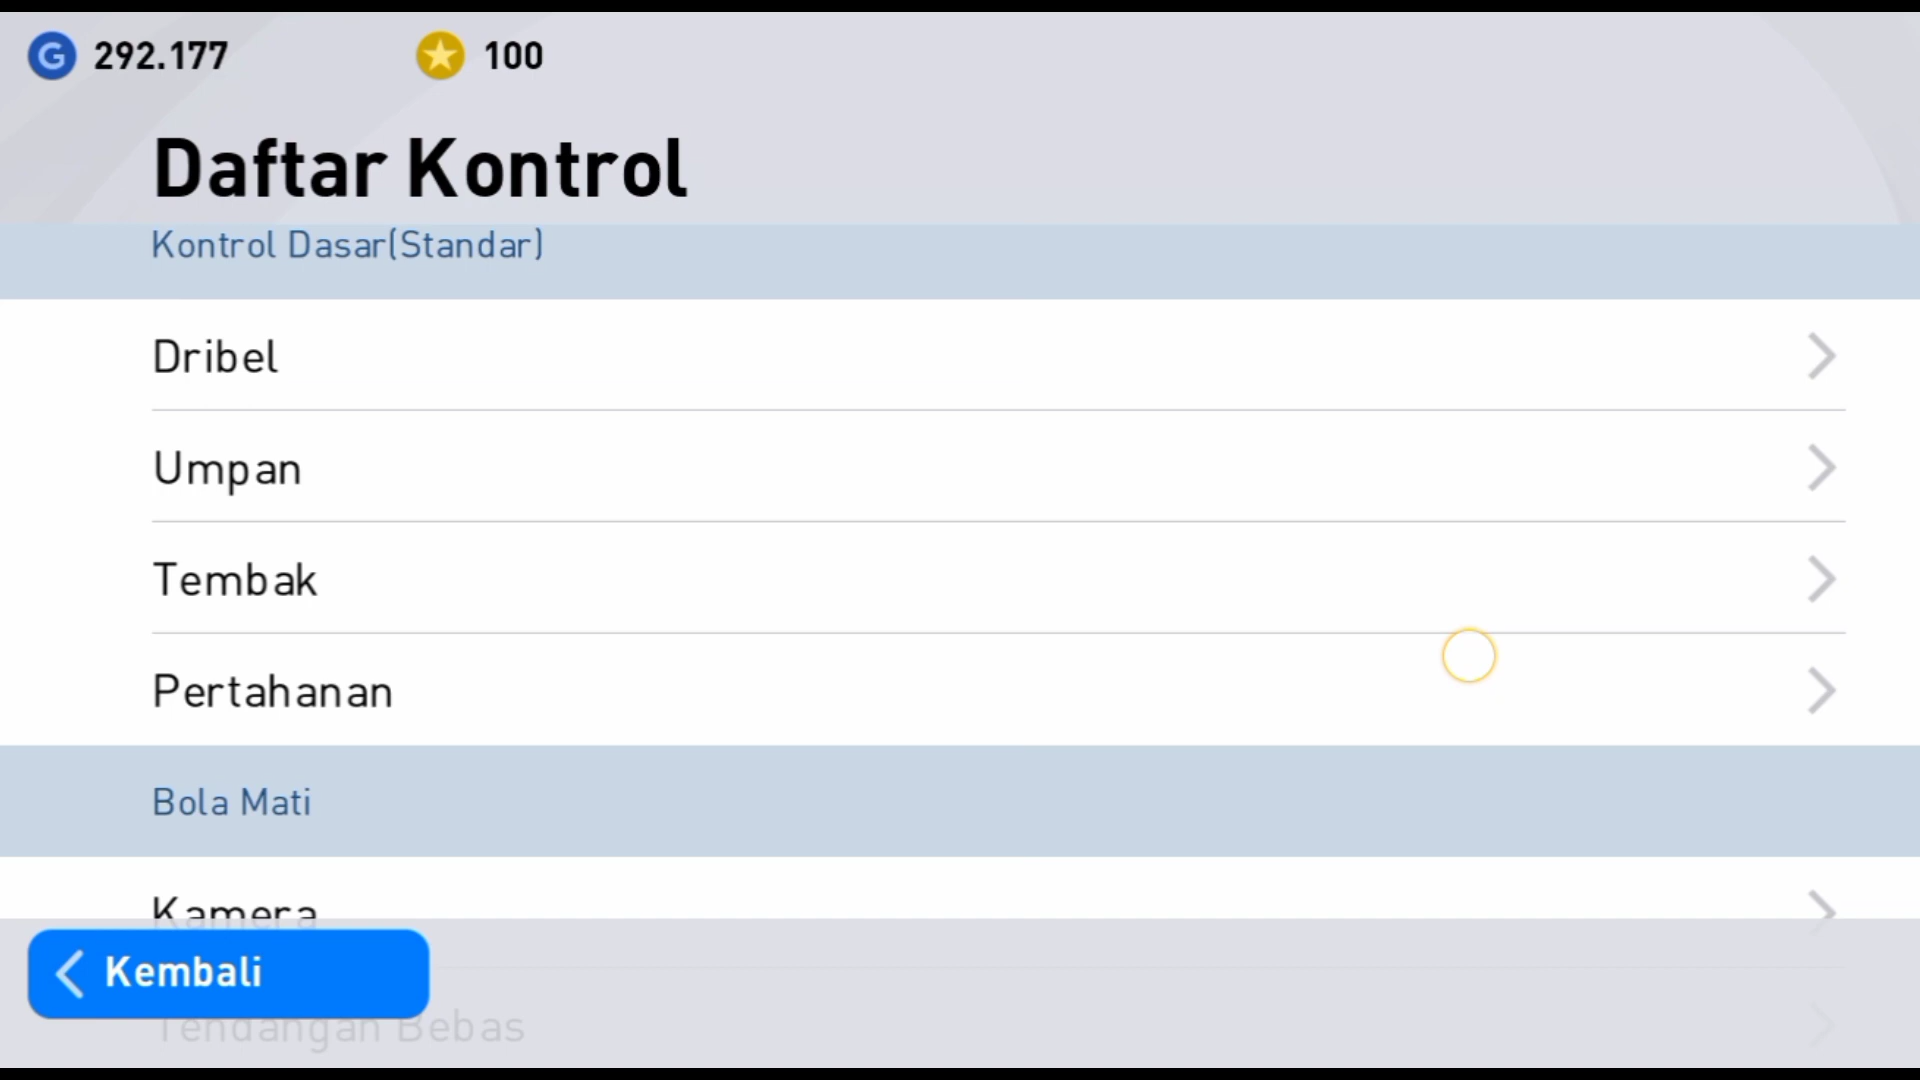 G 292.177 100
Daftar Kontrol
Kontrol Dasar(Standar)
Dribel
Umpan
Tembak
Pertahanan
Bola Mati
Kamera
Kembali
Tendangan Bebas